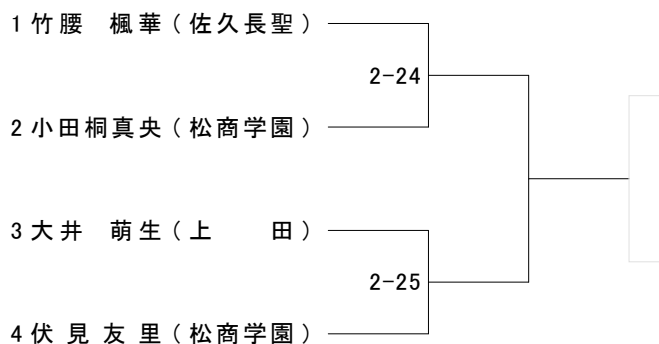 1 竹腰 楓華（佐久長聖）
2-24
2 小田桐真央（松商学園）
3 大井 萌生（上 田）
2-25
4 伏見友里（松商学園）